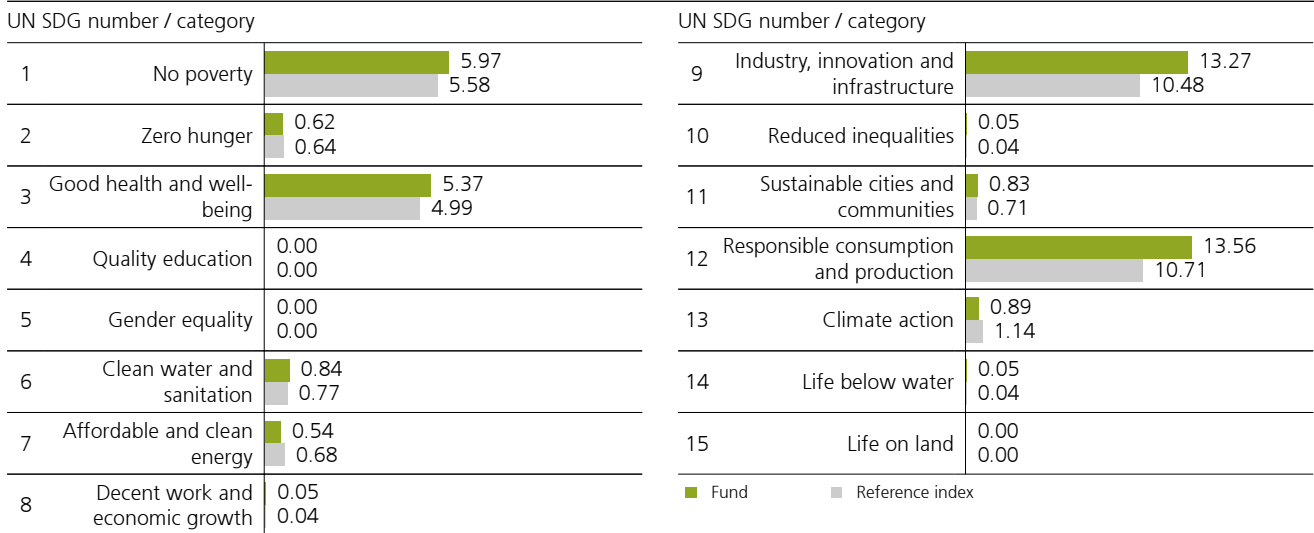 UN SDG number / category
1 No poverty 5.97
5.58
2 Zero hunger 0.62
0.64
3 Good health and well-
being 5.37
4.99
4 Quality education 0.00
0.00
5 Gender equality 0.00
0.00
6 Clean water and
sanitation 0.84
0.77
7 Affordable and clean
energy 0.54
0.68
8 Decent work and
economic growth 0.05
0.04
UN SDG number / category
9 Industry, innovation and
infrastructure 13.27
10.48
10 Reduced inequalities 0.05
0.04
11 Sustainable cities and
communities 0.83
0.71
12 Responsible consumption
and production 13.56
10.71
13 Climate action 0.89
1.14
14 Life below water 0.05
0.04
15 Life on land 0.00
0.00
Fund Reference index